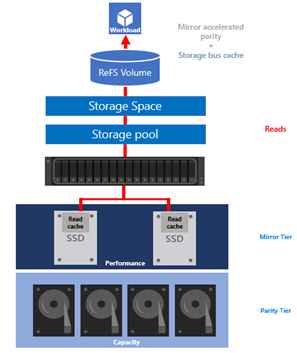 Workload
Mirror accelerated
parity
+
Storage bus cache
ReFS Volume
Storage Space
Storage pool
Reads
Read
cache
SSD
Read
cache
SSD
Performance
Mirror Tier
Parity Tier
Capacity